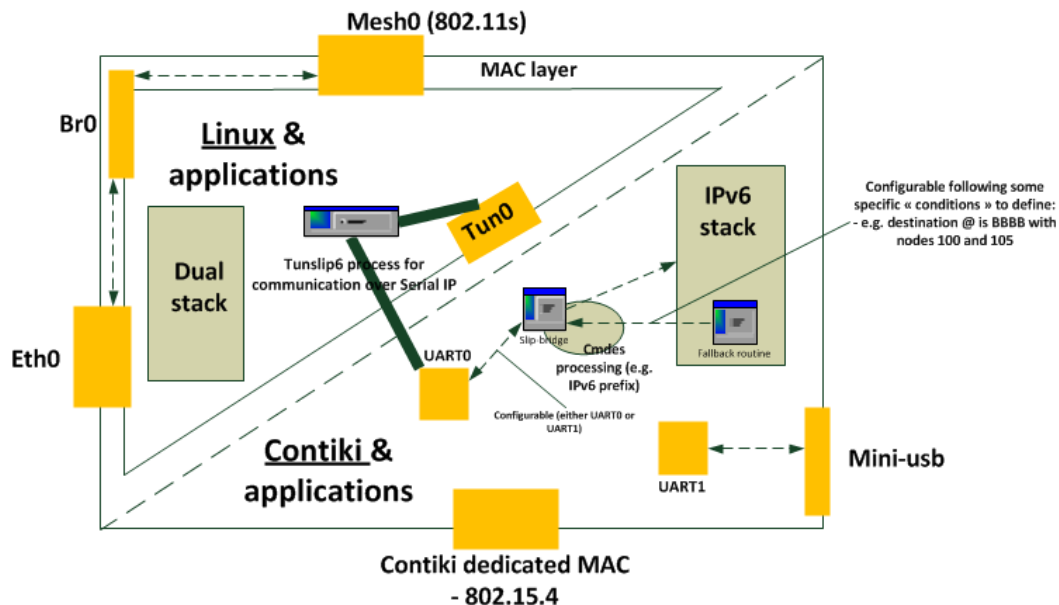 Mesh0 (802.11s)
MAC layer
Br0
Linux &
applications
Tun0
IPv6
stack
Configurable following some
specific « conditions » to define:
- e.g. destination @ is BBBB with
nodes 100 and 105
Dual
stack
Tunslip6 process for
communication over Serial IP
Eth0
UART0
Slip-bridge
Cmdes
processing (e.g.
IPv6 prefix)
Fallback routine
Configurable (either UART0 or
UART1)
Contiki &
applications
UART1
Mini-usb
Contiki dedicated MAC
- 802.15.4